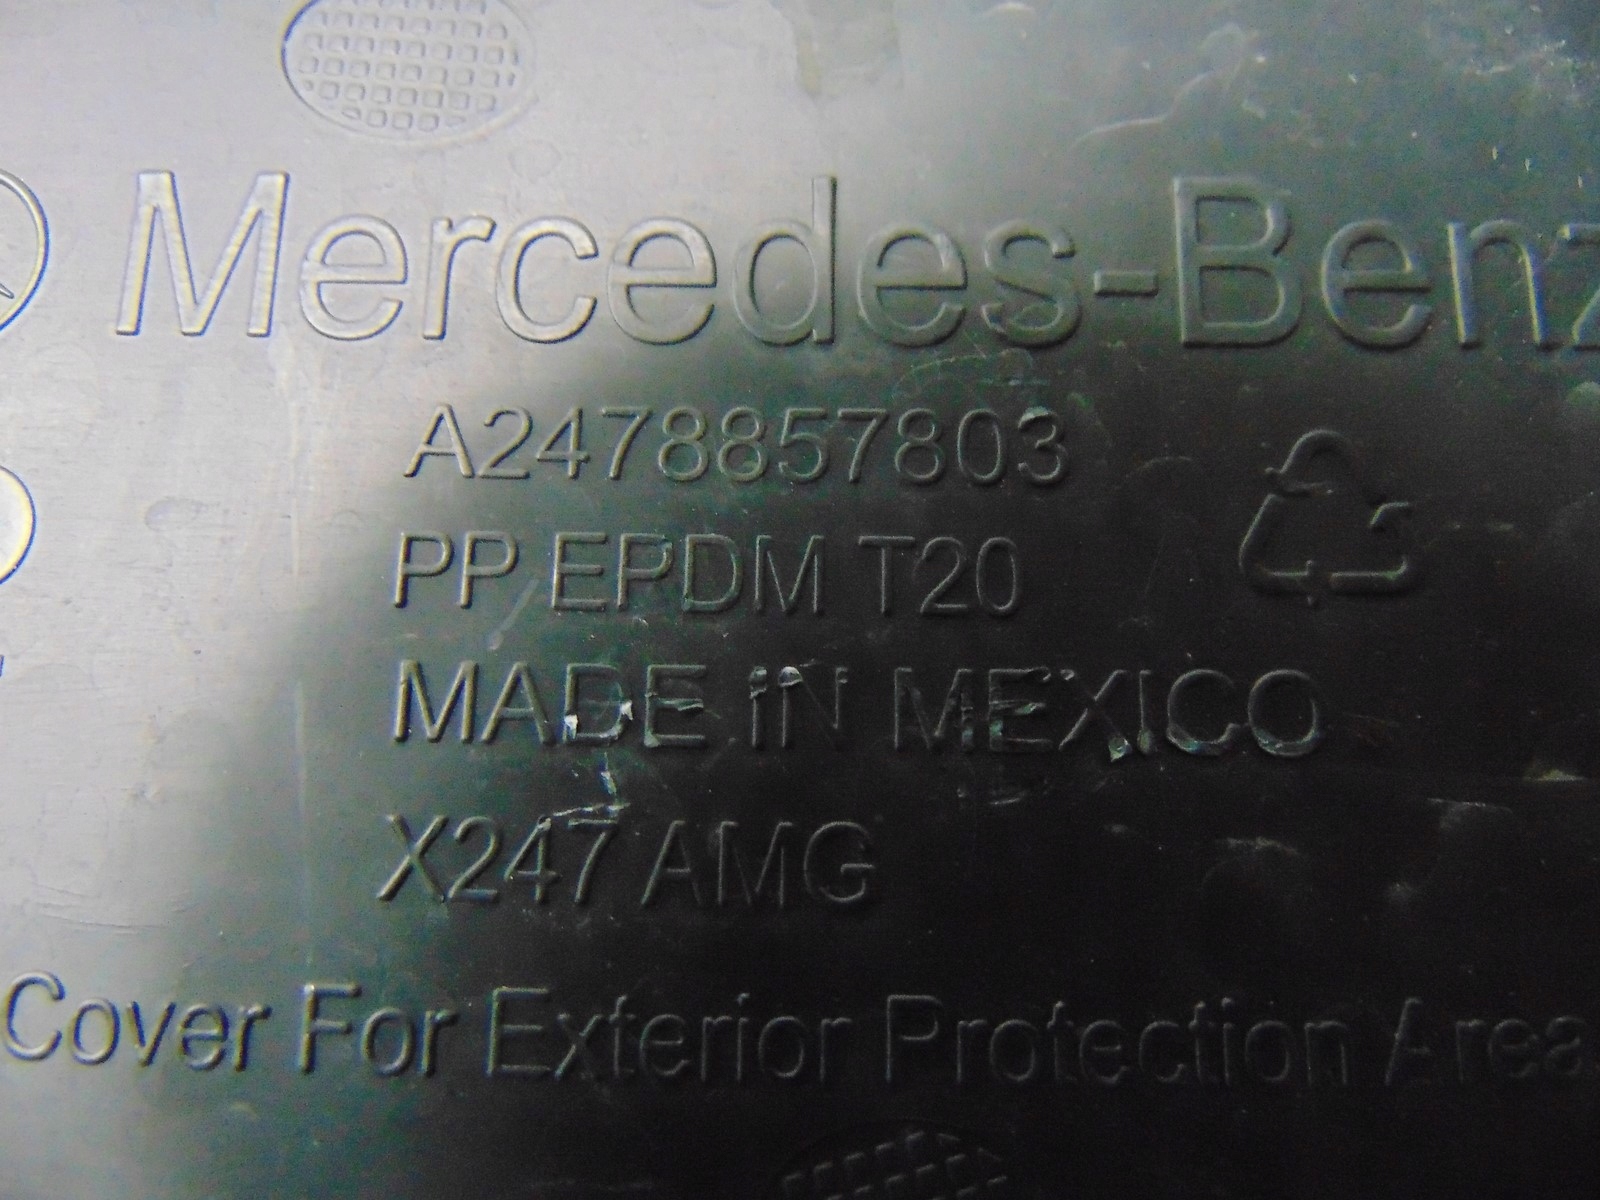 Mercedes-Benz
A2478857803
PP EPDM T20
MADE IN MEXICO
X247 AMG
Cover For Exterior Protection Area